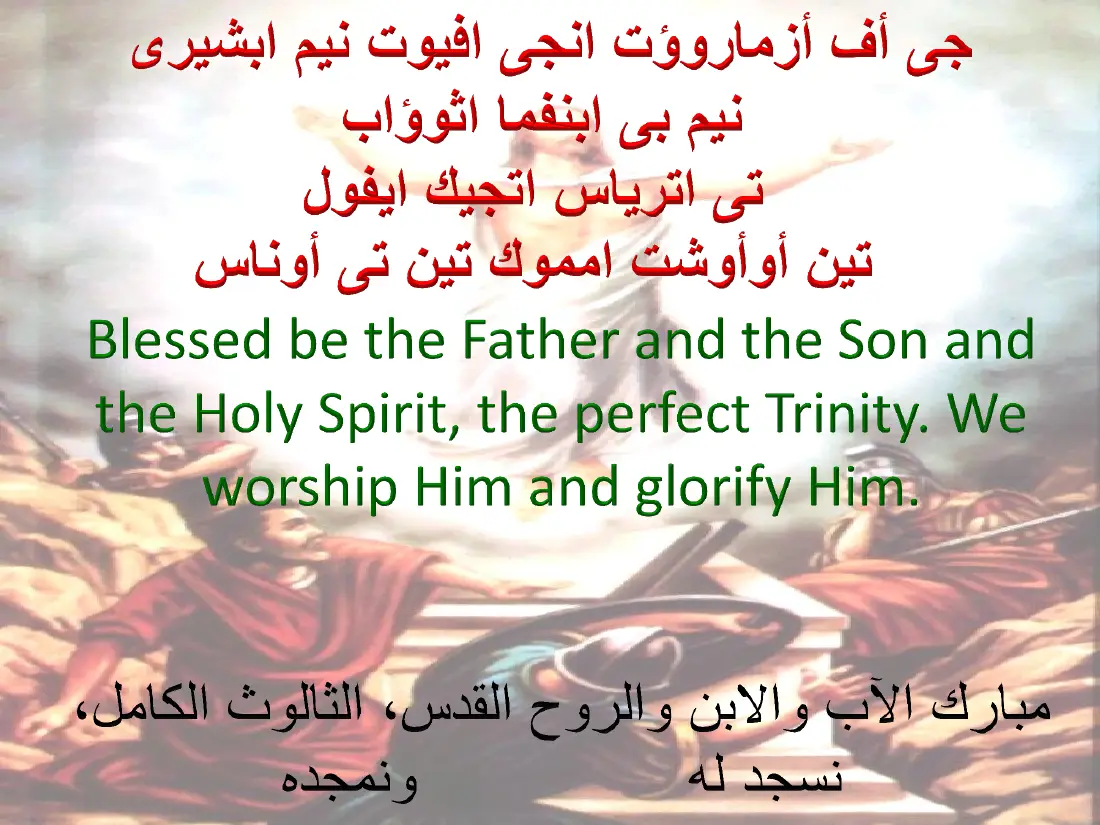 جى أف أزمارووؤت انجى افيوت نيم ابشيرى
نيم بى ابنفما اثووؤاب
تى اترياس اتجيك ايفول
تين أوأوشت امموك تين تى أوناس
Blessed be the Father and the Son and
the Holy Spirit, the perfect Trinity. We
worship Him and glorify Him.
مبارك الآب والابن والروح القدس، الثالوث الكامل،
نسجد له ونمجده